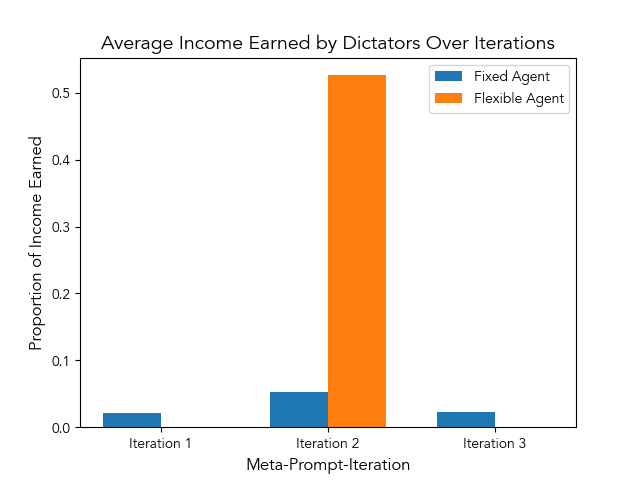 Average Income Earned by Dictators Over Iterations
Fixed Agent
Flexible Agent
Proportion of Income Earned
0.5
0.4
0.3
0.2
0.1
0.0
Iteration 1
Iteration 2
Iteration 3
Meta-Prompt-Iteration